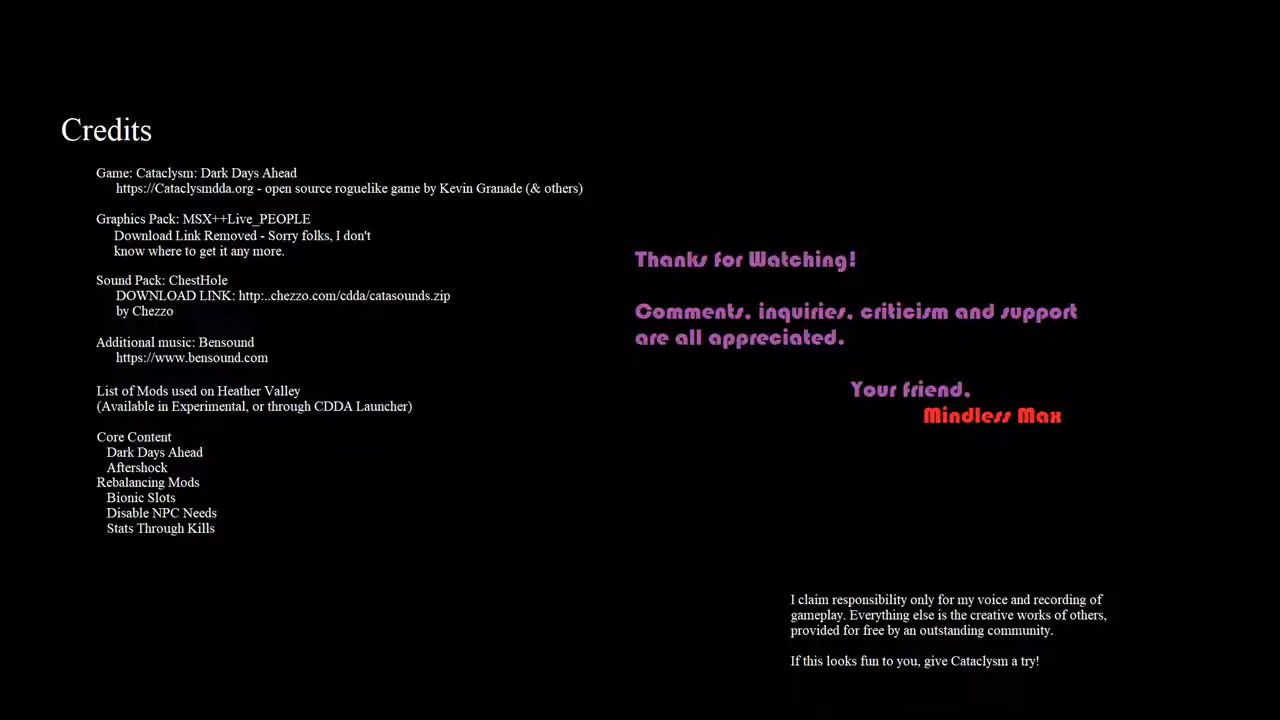 Credits
Game: Cataclysm: Dark Days Ahead
https://Cataclysmdda.org - open source roguelike game by Kevin Granade (& others)
Graphics Pack: MSX++Live_PEOPLE
Download Link Removed - Sorry folks, I don't
know where to get it any more.
Sound Pack: ChestHole
DOWNLOAD LINK: http:..chezzo.com/cdda/catasounds.zip
by Chezzo
Additional music: Bensound
https://www.bensound.com
List of Mods used on Heather Valley
(Available in Experimental, or through CDDA Launcher)
Core Content
Dark Days Ahead
Aftershock
Rebalancing Mods
Bionic Slots
Disable NPC Needs
Stats Through Kills
Thanks for Watching!
Comments, inquiries, criticism and support
are all appreciated.
Your friend,
Mindless Max
I claim responsibility only for my voice and recording of
gameplay. Everything else is the creative works of others,
provided for free by an outstanding community.
If this looks fun to you, give Cataclysm a try!